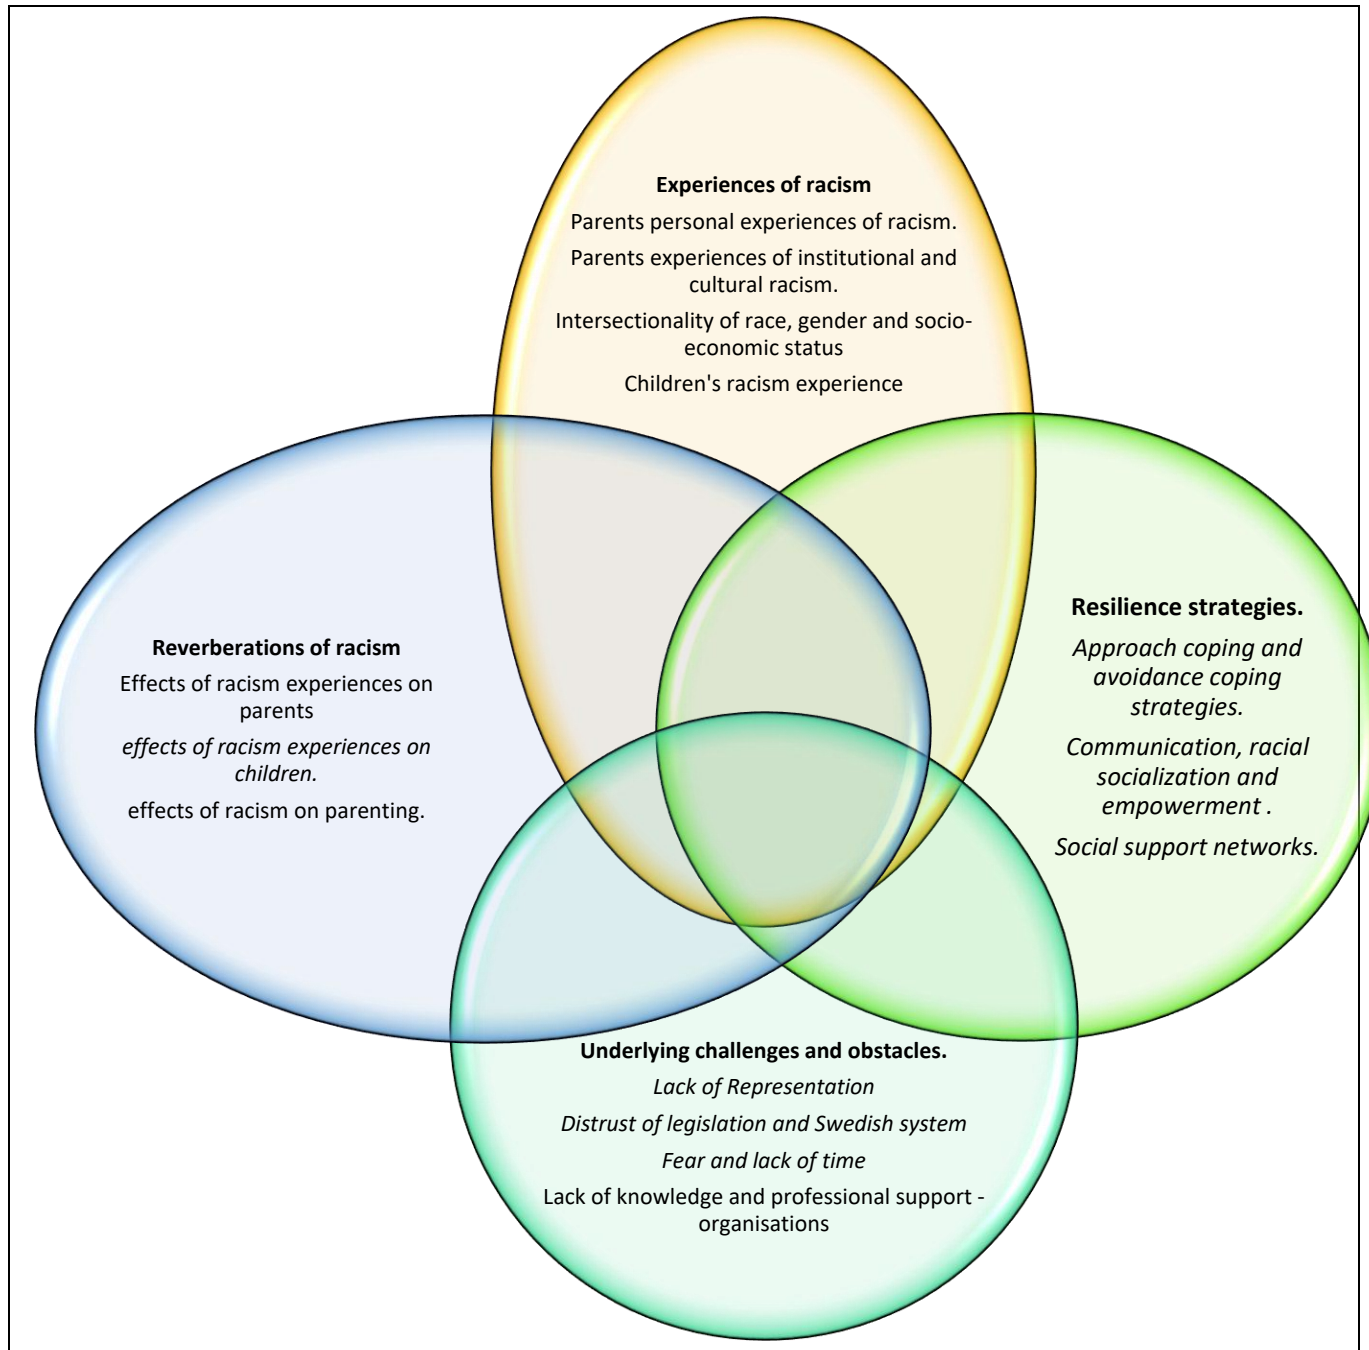 Experiences of racism
Parents personal experiences of racism.
Parents experiences of institutional and
cultural racism.
Intersectionality of race, gender and socio-
economic status
Children's racism experience
Reverberations of racism
Effects of racism experiences on
parents
effects of racism experiences on
children.
effects of racism on parenting.
Resilience strategies.
Approach coping and
avoidance coping
strategies.
Communication, racial
socialization and
empowerment .
Social support networks.
Underlying challenges and obstacles.
Lack of Representation
Distrust of legislation and Swedish system
Fear and lack of time
Lack of knowledge and professional support -
organisations